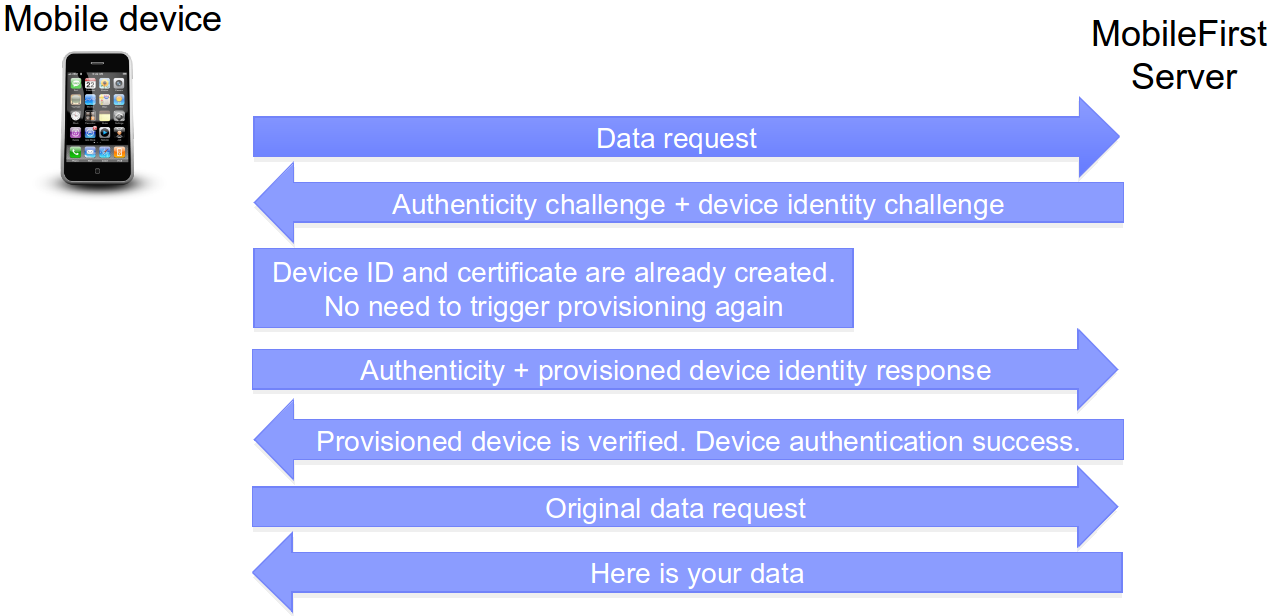 Mobile device
MobileFirst
Server
Data request
Authenticity challenge + device identity challenge
Device ID and certificate are already created.
No need to trigger provisioning again
Authenticity + provisioned device identity response
Provisioned device is verified. Device authentication success.
Original data request
Here is your data